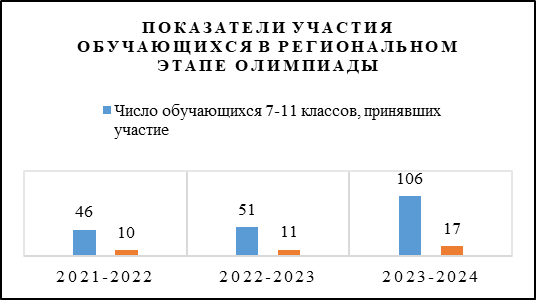 ПОКАЗАТЕЛИ УЧАСТИЯ
ОБУЧАЮЩИХСЯ В РЕГИОНАЛЬНОМ
ЭТАПЕ ОЛИМПИАДЫ
Число обучающихся 7-11 классов, принявших
участие
46
10
51
11
106
17
2021-2022
2022-2023
2023-2024